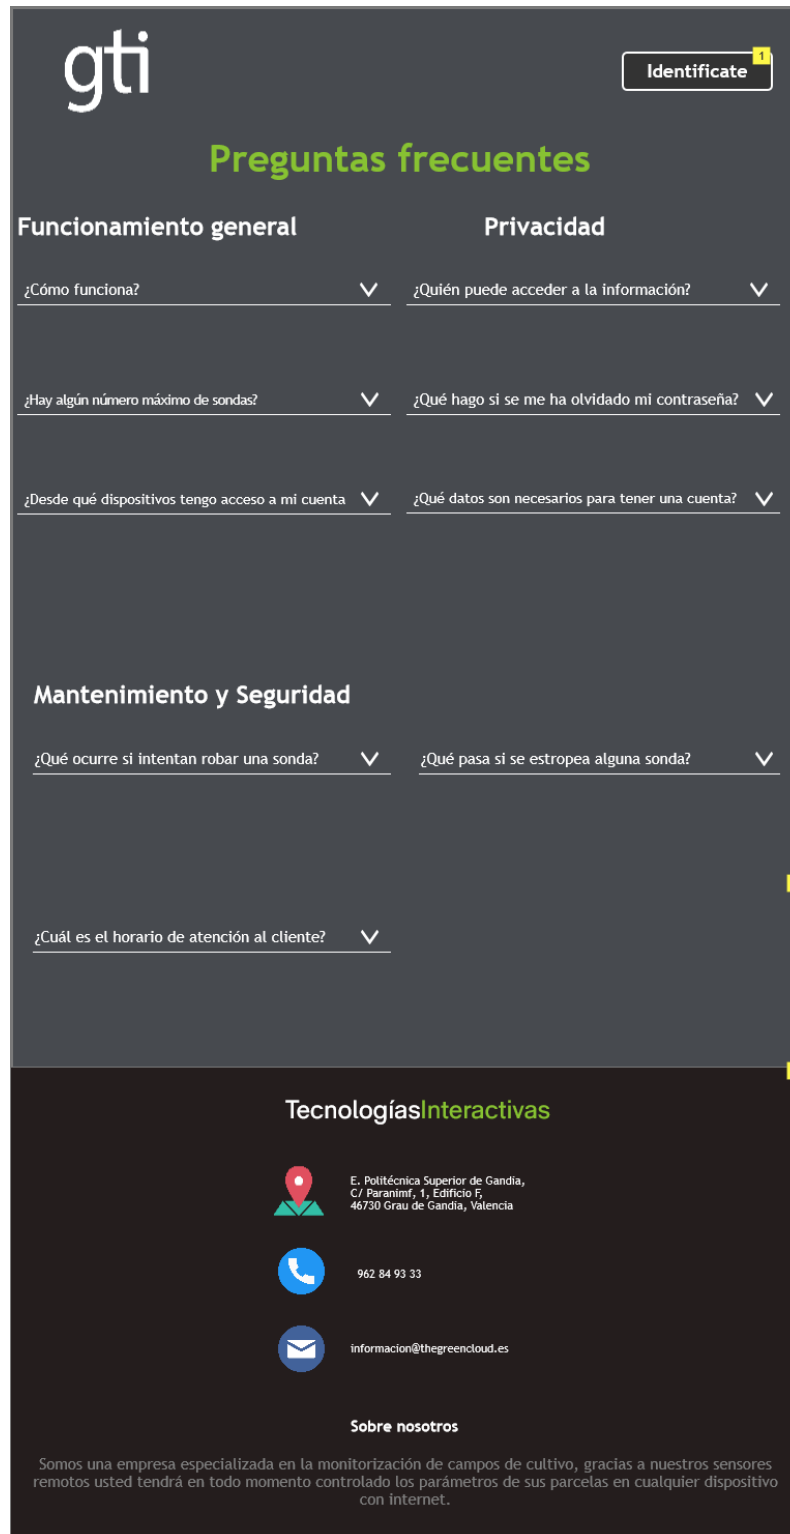 gti
Identificate
1
Preguntas frecuentes
Funcionamiento general
Privacidad
¿Cómo funciona?
¿Quién puede acceder a la información?
¿Hay algún número máximo de sondas?
¿Qué hago si se me ha olvidado mi contraseña?
¿Desde qué dispositivos tengo acceso a mi cuenta
¿Qué datos son necesarios para tener una cuenta?
Mantenimiento y Seguridad
¿Qué ocurre si intentan robar una sonda?
¿Qué pasa si se estropea alguna sonda?
¿Cuál es el horario de atención al cliente?
TecnologíasInteractivas
E. Politécnica Superior de Gandia,
C/ Paranimf, 1, Edificio F,
46730 Grau de Gandia, Valencia
962 84 93 33
informacion@thegreencloud.es
Sobre nosotros
Somos una empresa especializada en la monitorización de campos de cultivo, gracias a nuestros sensores
remotos usted tendrá en todo momento controlado los parámetros de sus parcelas en cualquier dispositivo
con internet.